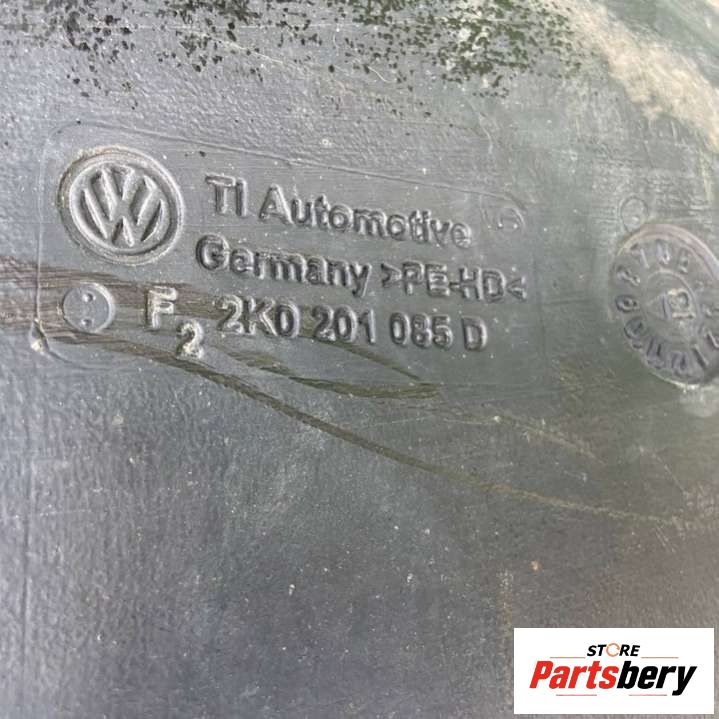 TI Automotive
Germany >PE-HD<
F2 2K0 201 085 D
STORE
Partsbery